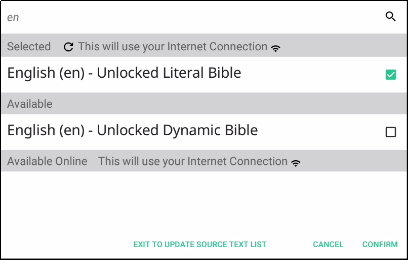 en
Selected This will use your Internet Connection
English (en) - Unlocked Literal Bible
Available
English (en) - Unlocked Dynamic Bible
Available Online This will use your Internet Connection
EXIT TO UPDATE SOURCE TEXT LIST CANCEL CONFIRM